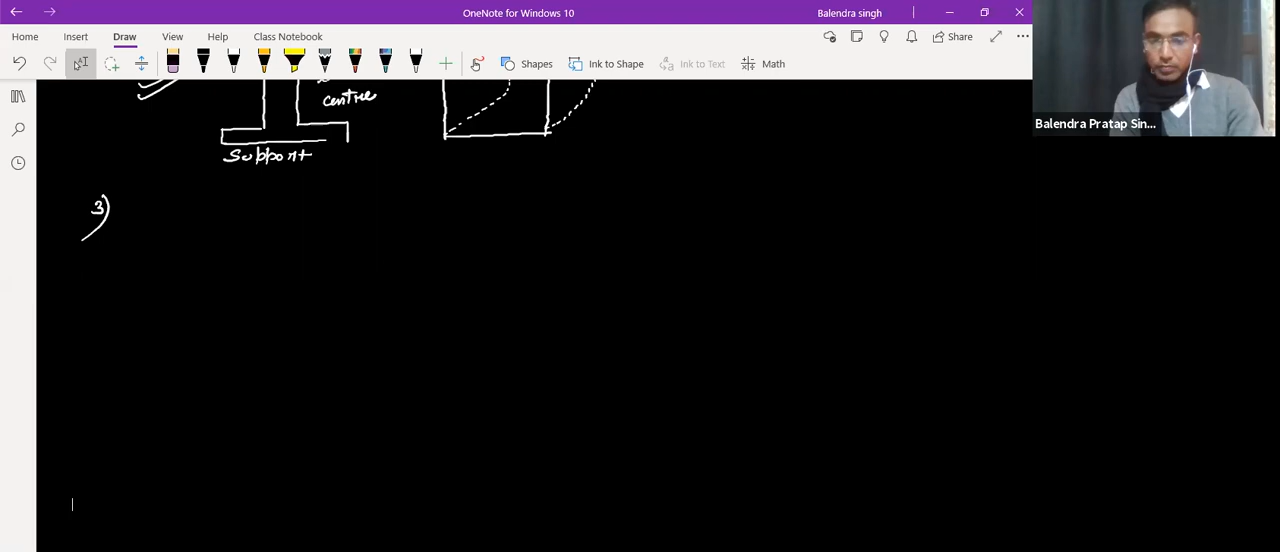 OneNote for Windows 10
Balendra singh
Home Insert Draw View Help Class Notebook
Share
Shapes Ink to Shape Ink to Text Math
centre
Support
3)
Balendra Pratap Sin...